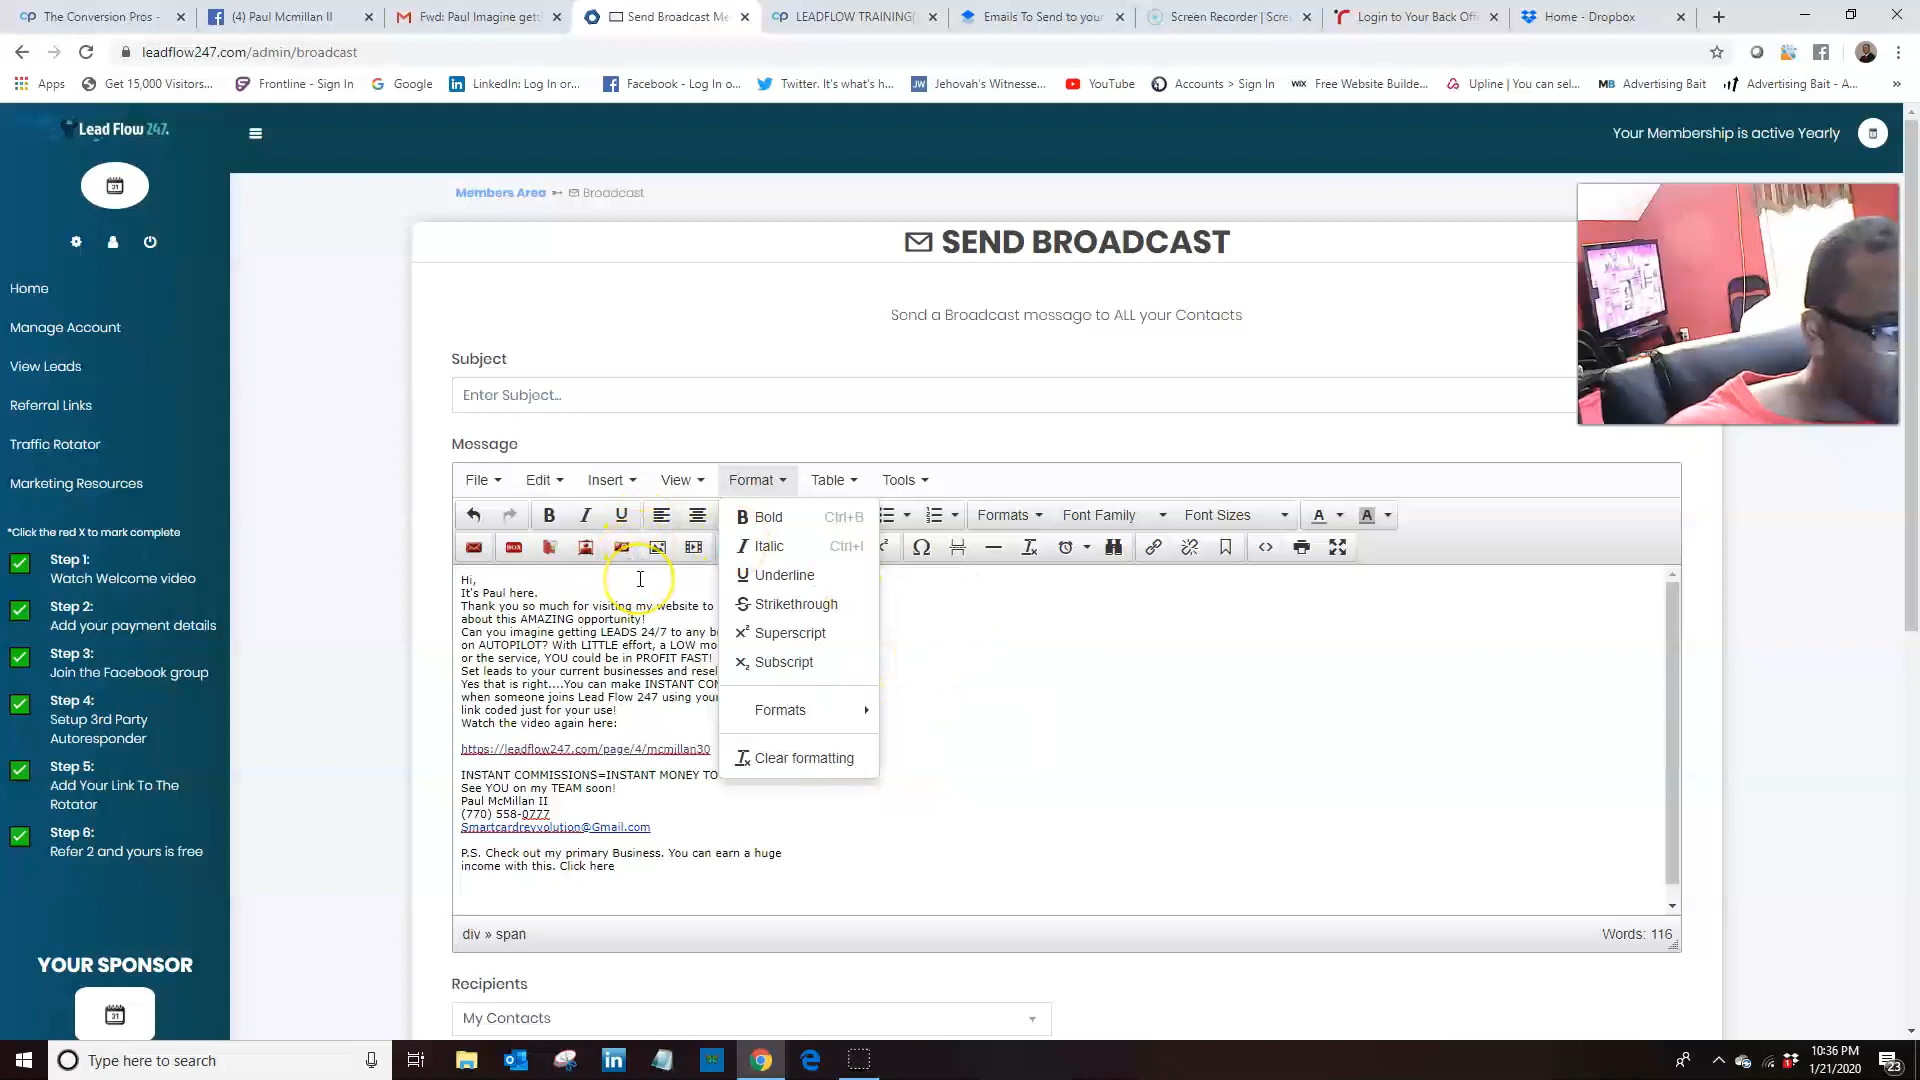 The Conversion Pros -
(4) Paul Mcmillan II
Fwd: Paul Imagine gett
Send Broadcast Me
LEADFLOW TRAINING(
Emails To Send to your
Screen Recorder | Scre
Login to Your Back Offi
Home - Dropbox
leadflow247.com/admin/broadcast
Apps
Get 15,000 Visitors...
Frontline - Sign In
Google
LinkedIn: Log In or...
Facebook - Log In o...
Twitter. It's what's h...
JW
Jehovah's Witnesse...
YouTube
Accounts > Sign In
WIX
Free Website Builde...
Upline | You can sel...
MB
Advertising Bait
Advertising Bait - A...
Lead Flow 247.
Your Membership is active Yearly
31
Members Area
Broadcast
SEND BROADCAST
Home
Manage Account
View Leads
Referral Links
Traffic Rotator
Marketing Resources
*Click the red X to mark complete
Step 1:
Watch Welcome video
Step 2:
Add your payment details
Step 3:
Join the Facebook group
Step 4:
Setup 3rd Party
Autoresponder
Step 5:
Add Your Link To The
Rotator
Step 6:
Refer 2 and yours is free
YOUR SPONSOR
31
Send a Broadcast message to ALL your Contacts
Subject
Enter Subject...
Message
File
Edit
Insert
View
Format
Table
Tools
Formats
Font Family
Font Sizes
BOX
Bold Ctrl+B
Italic Ctrl+I
Underline
Strikethrough
Superscript
Subscript
Formats
Clear formatting
Hi,
It's Paul here.
Thank you so much for visiting my website to
about this AMAZING opportunity!
Can you imagine getting LEADS 24/7 to any b
on AUTOPILOT? With LITTLE effort, a LOW mo
or the service, YOU could be in PROFIT FAST!
Set leads to your current businesses and resel
Yes that is right....You can make INSTANT COM
when someone joins Lead Flow 247 using your
link coded just for your use!
Watch the video again here:
https://leadflow247.com/page/4/mcmillan30
INSTANT COMMISSIONS=INSTANT MONEY TO
See YOU on my TEAM soon!
Paul McMillan II
(770) 558-0777
Smartcardrevvolution@Gmail.com
P.S. Check out my primary Business. You can earn a huge
income with this. Click here
div » span
Words: 116
Recipients
My Contacts
Type here to search
10:36 PM
1/21/2020
23